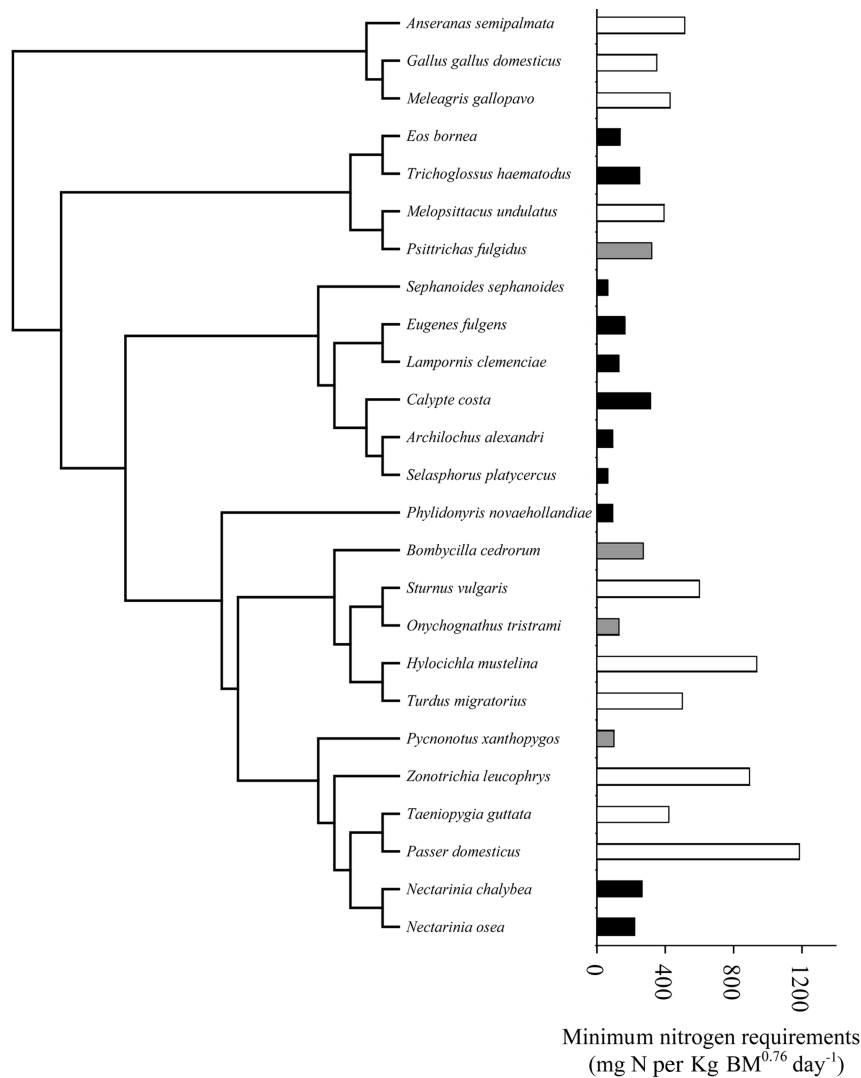 Anseranas semipalmata
Gallus gallus domesticus
Meleagris gallopavo
Eos bornea
Trichoglossus haematodus
Melopsittacus undulatus
Psittrichas fulgidus
Sephanoides sephanoides
Eugenes fulgens
Lampornis clemenciae
Calypte costa
Archilochus alexandri
Selasphorus platycercus
Phylidonyris novaehollandiae
Bombycilla cedrorum
Sturnus vulgaris
Onychognathus tristrami
Hylocichla mustelina
Turdus migratorius
Pycnonotus xanthopygos
Zonotrichia leucophrys
Taeniopygia guttata
Passer domesticus
Nectarinia chalybea
Nectarinia osea
0 400 800 1200
Minimum nitrogen requirements
(mg N per Kg BM^0.76 day^-1)